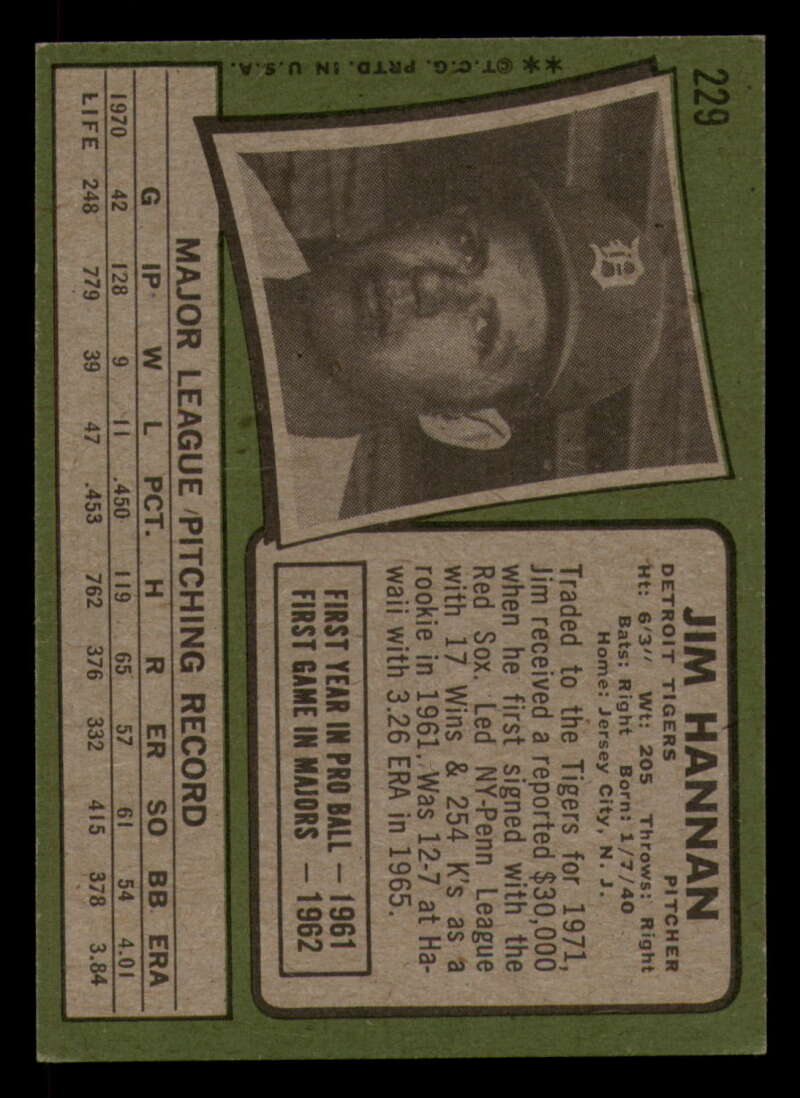 229
**©T.C.G. PRTD. IN U.S.A.
JIM HANNAN
DETROIT TIGERS PITCHER
Ht: 6'3" Wt: 205 Throws: Right
Bats: Right Born: 1/7/40
Home: Jersey City, N.J.
Traded to the Tigers for 1971,
Jim received a reported $30,000
when he first signed with the
Red Sox. Led NY-Penn League
with 17 Wins & 254 K's as a
rookie in 1961. Was 12-7 at Ha-
waii with 3.26 ERA in 1965.
FIRST YEAR IN PRO BALL — 1961
FIRST GAME IN MAJORS — 1962
MAJOR LEAGUE PITCHING RECORD
G IP W L PCT. H R ER SO BB ERA
1970 42 128 9 11 .450 119 65 57 61 54 4.01
LIFE 248 779 39 47 .453 762 376 332 415 378 3.84